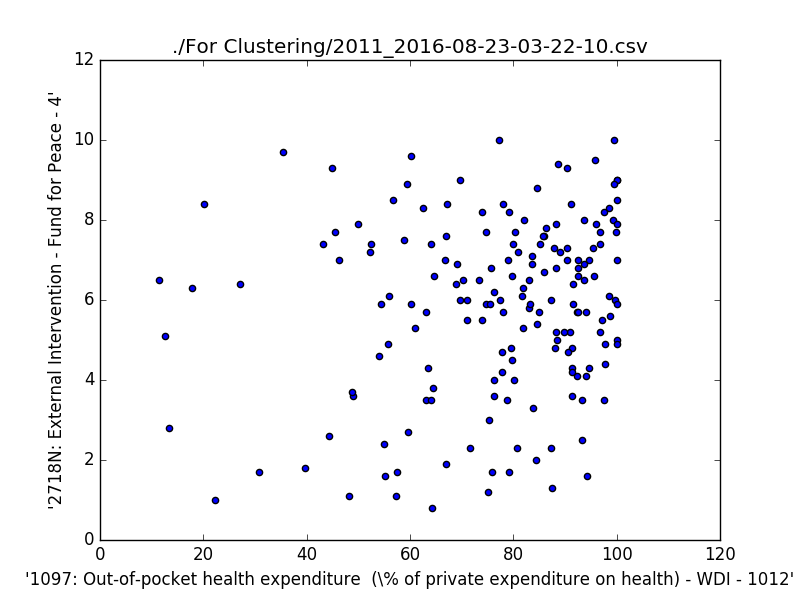 ./For Clustering/2011_2016-08-23-03-22-10.csv
'2718N: External Intervention - Fund for Peace - 4'
12
10
8
6
4
2
0
0 20 40 60 80 100 120
'1097: Out-of-pocket health expenditure  (\% of private expenditure on health) - WDI - 1012'